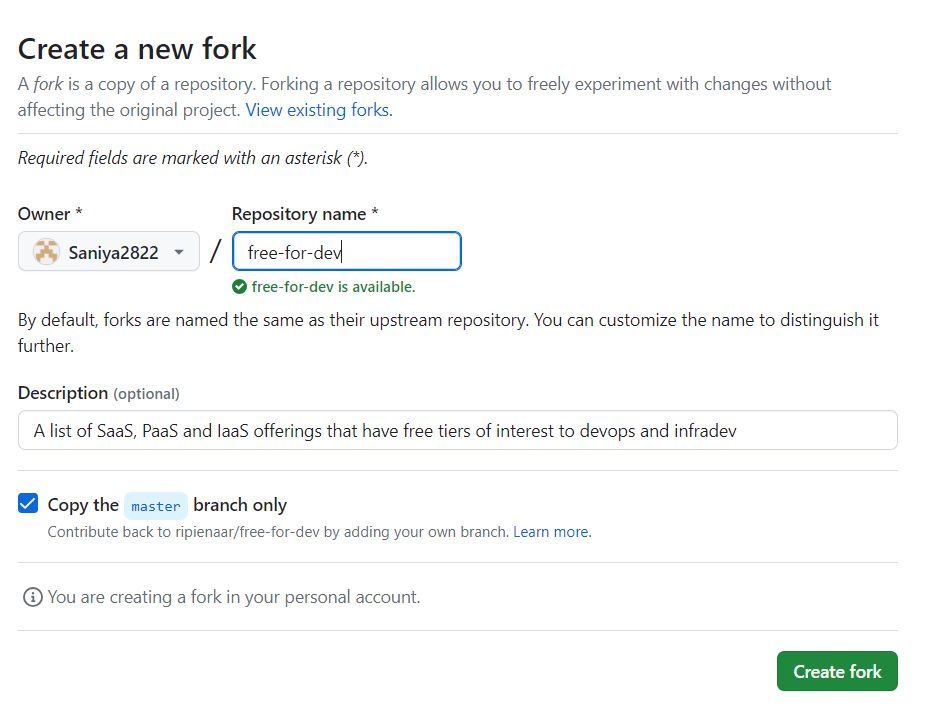 Create a new fork
A fork is a copy of a repository. Forking a repository allows you to freely experiment with changes without
affecting the original project. View existing forks.
Required fields are marked with an asterisk (*).
Owner * Repository name *
Saniya2822 / free-for-dev
free-for-dev is available.
By default, forks are named the same as their upstream repository. You can customize the name to distinguish it
further.
Description (optional)
A list of SaaS, PaaS and IaaS offerings that have free tiers of interest to devops and infradev
Copy the master branch only
Contribute back to ripienaar/free-for-dev by adding your own branch. Learn more.
You are creating a fork in your personal account.
Create fork